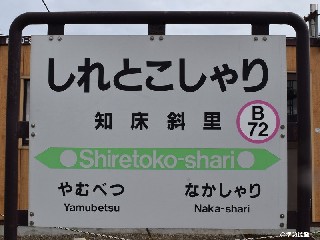 しれとこしゃり
知床斜里
B
72
Shiretoko-shari
やむべつ なかしゃり
Yamubetsu Naka-shari